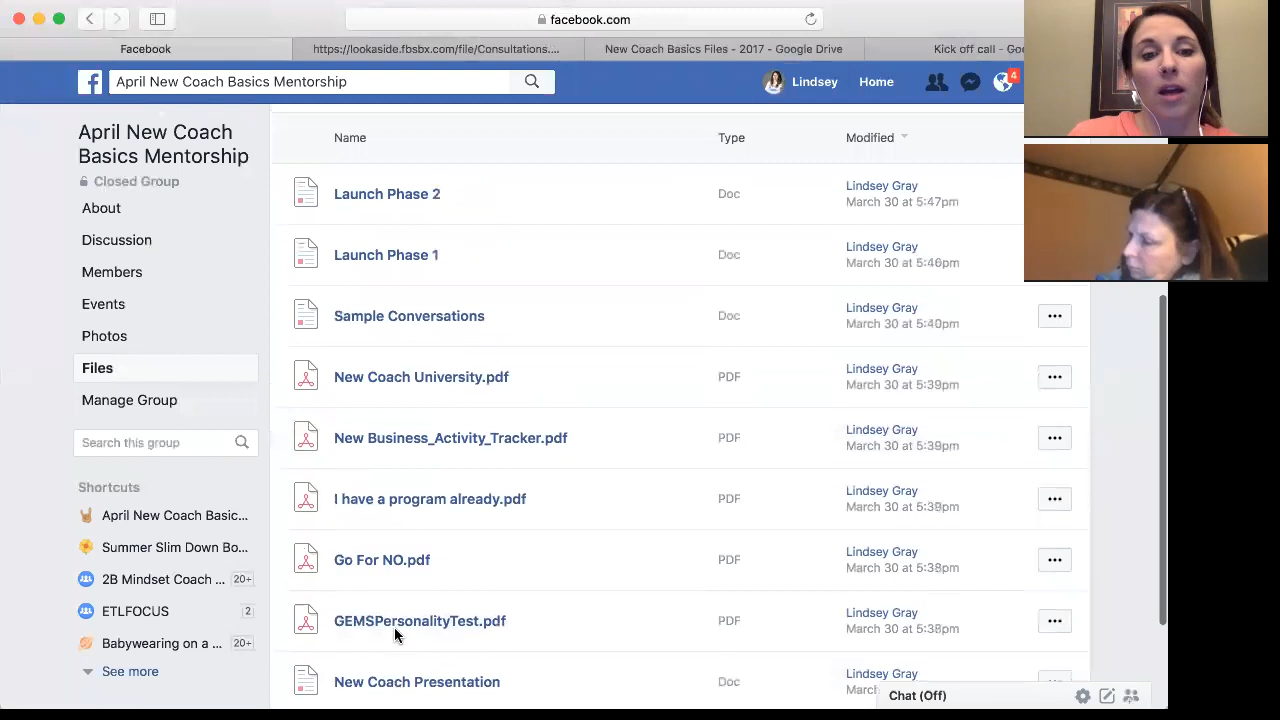 facebook.com
Facebook
https://lookaside.fbsbx.com/file/Consultations....
New Coach Basics Files - 2017 - Google Drive
Kick off call - Goo
April New Coach Basics Mentorship
Lindsey
Home
4
April New Coach
Basics Mentorship
Closed Group
About
Discussion
Members
Events
Photos
Files
Manage Group
Search this group
Shortcuts
April New Coach Basic...
Summer Slim Down Bo...
2B Mindset Coach ... 20+
ETLFOCUS 2
Babywearing on a ... 20+
See more
Name Type Modified
Launch Phase 2 Doc Lindsey Gray
March 30 at 5:47pm
Launch Phase 1 Doc Lindsey Gray
March 30 at 5:46pm
Sample Conversations Doc Lindsey Gray
March 30 at 5:40pm
New Coach University.pdf PDF Lindsey Gray
March 30 at 5:39pm
New Business_Activity_Tracker.pdf PDF Lindsey Gray
March 30 at 5:39pm
I have a program already.pdf PDF Lindsey Gray
March 30 at 5:39pm
Go For NO.pdf PDF Lindsey Gray
March 30 at 5:38pm
GEMSPersonalityTest.pdf PDF Lindsey Gray
March 30 at 5:38pm
New Coach Presentation Doc Lindsey Gray
March
Chat (Off)